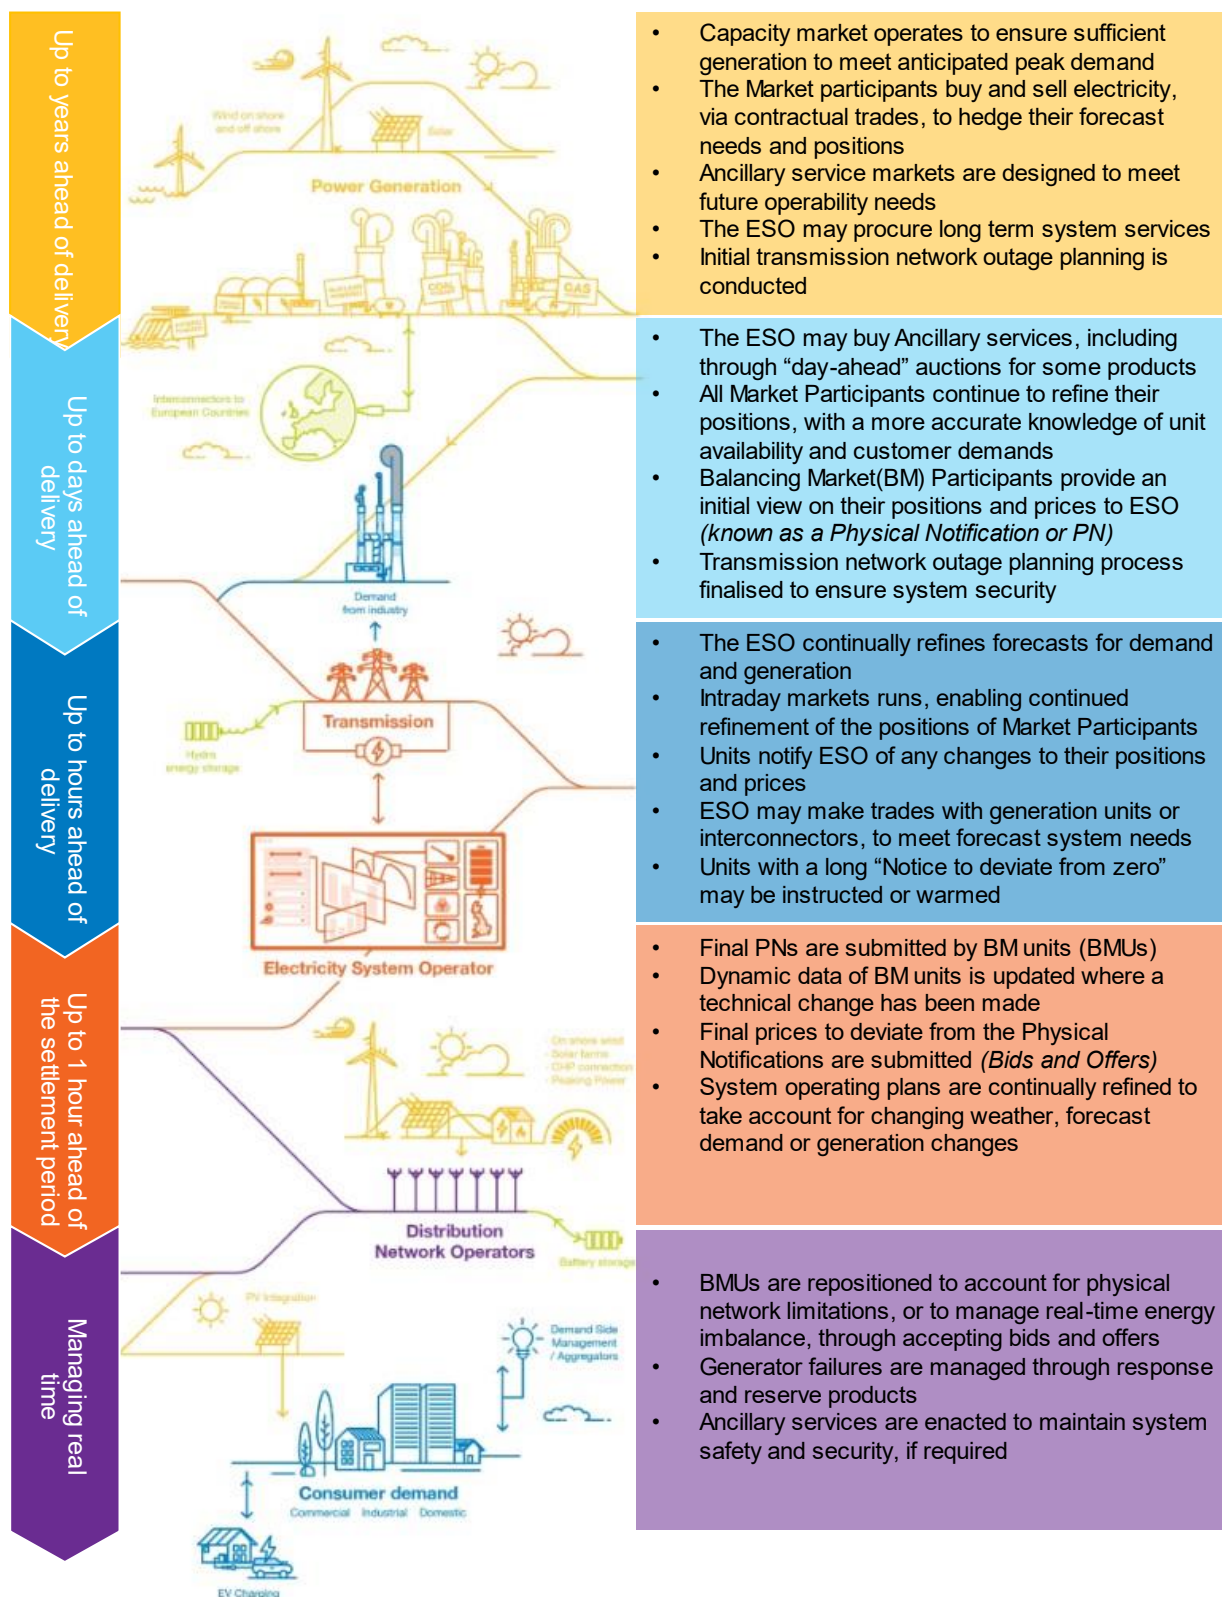 Up to years ahead of delivery
Wind on shore
and off shore
Solar
Power Generation
NUCLEAR
COAL
GAS
• Capacity market operates to ensure sufficient
generation to meet anticipated peak demand
• The Market participants buy and sell electricity,
via contractual trades, to hedge their forecast
needs and positions
• Ancillary service markets are designed to meet
future operability needs
• The ESO may procure long term system services
• Initial transmission network outage planning is
conducted
Up to days ahead of
delivery
Interconnectors to
European Countries
Demand
from industry
• The ESO may buy Ancillary services, including
through “day-ahead” auctions for some products
• All Market Participants continue to refine their
positions, with a more accurate knowledge of unit
availability and customer demands
• Balancing Market(BM) Participants provide an
initial view on their positions and prices to ESO
(known as a Physical Notification or PN)
• Transmission network outage planning process
finalised to ensure system security
Up to hours ahead of
delivery
Transmission
Hydro
energy storage
Electricity System Operator
• The ESO continually refines forecasts for demand
and generation
• Intraday markets runs, enabling continued
refinement of the positions of Market Participants
• Units notify ESO of any changes to their positions
and prices
• ESO may make trades with generation units or
interconnectors, to meet forecast system needs
• Units with a long “Notice to deviate from zero”
may be instructed or warmed
Up to 1 hour ahead of
the settlement period
On shore wind
- Solar farms
- CHP connection
- Peaking Power
Distribution
Network Operators
Battery storage
• Final PNs are submitted by BM units (BMUs)
• Dynamic data of BM units is updated where a
technical change has been made
• Final prices to deviate from the Physical
Notifications are submitted (Bids and Offers)
• System operating plans are continually refined to
take account for changing weather, forecast
demand or generation changes
Managing real
time
PV Integration
Demand Side
Management
/ Aggregators
Consumer demand
Commercial Industrial Domestic
EV Charging
• BMUs are repositioned to account for physical
network limitations, or to manage real-time energy
imbalance, through accepting bids and offers
• Generator failures are managed through response
and reserve products
• Ancillary services are enacted to maintain system
safety and security, if required